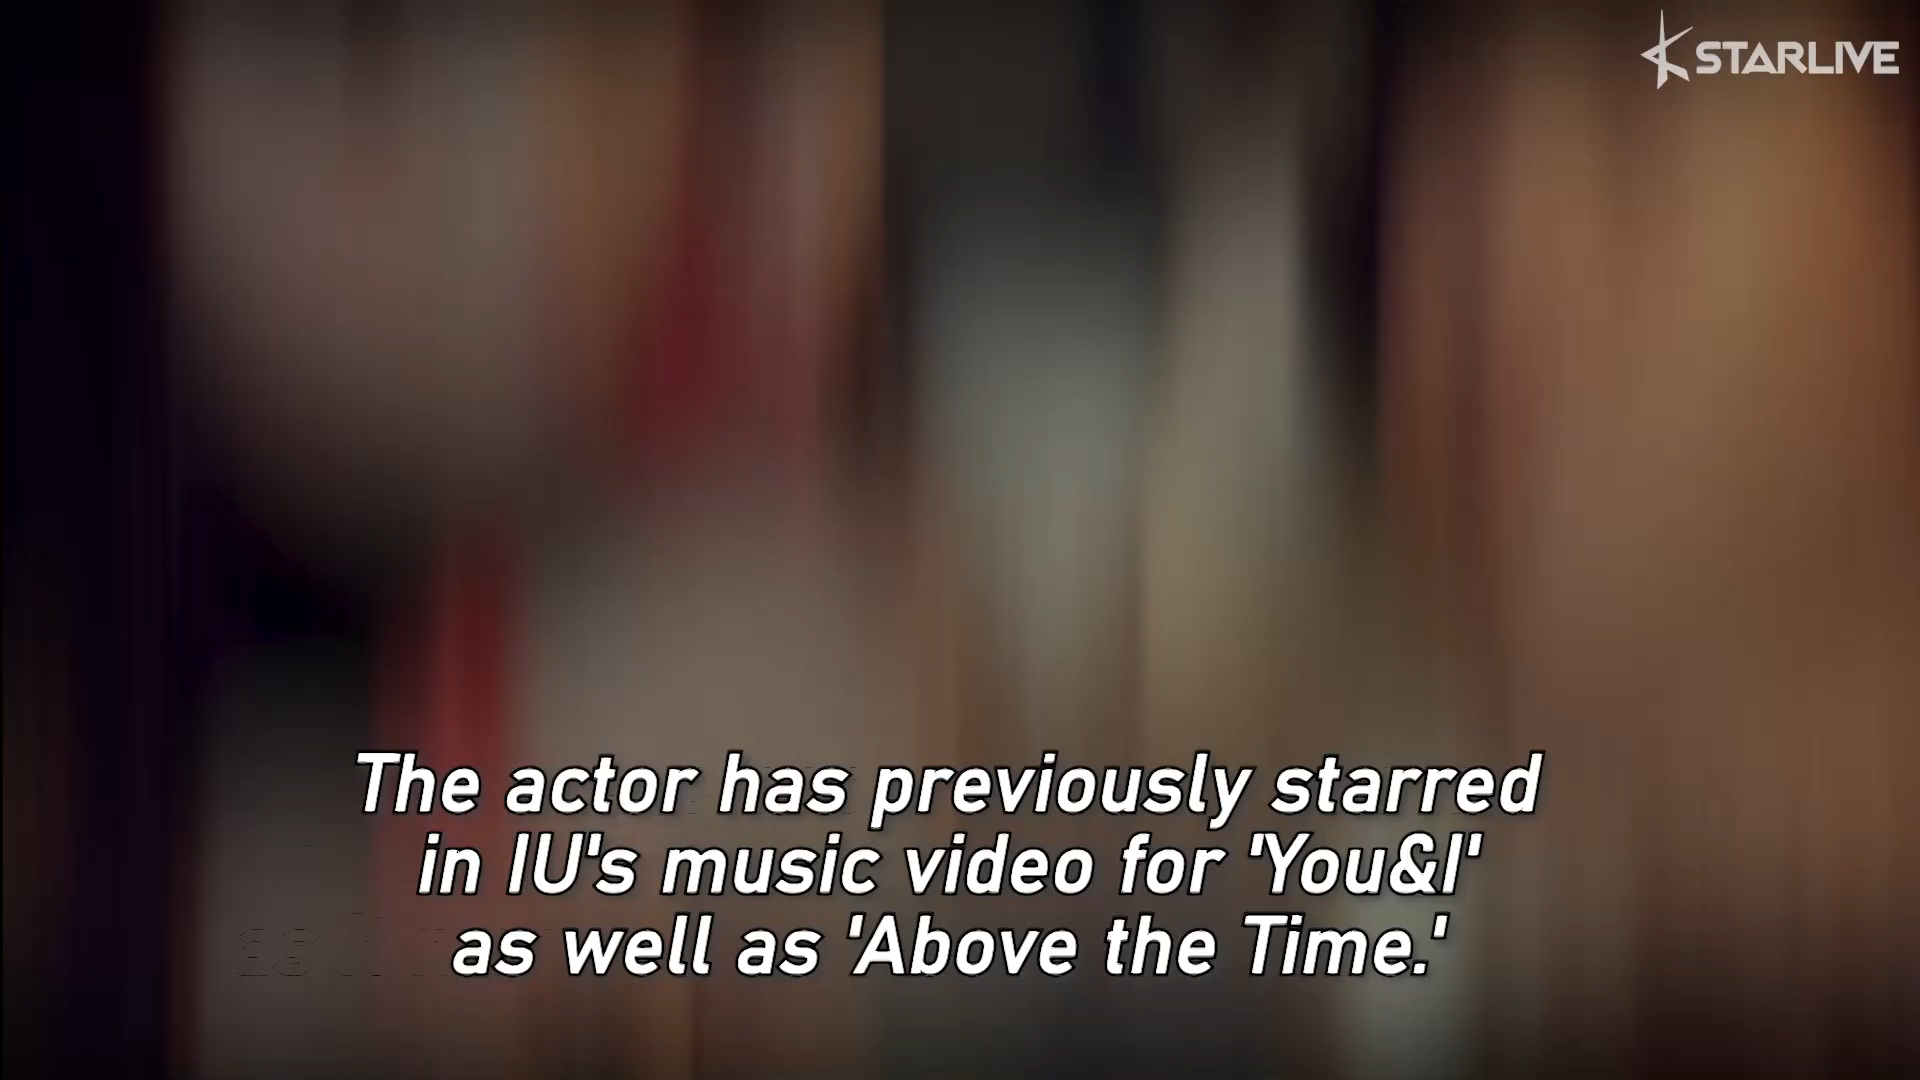 STARLIVE
The actor has previously starred
in IU's music video for 'You&I'
as well as 'Above the Time.'